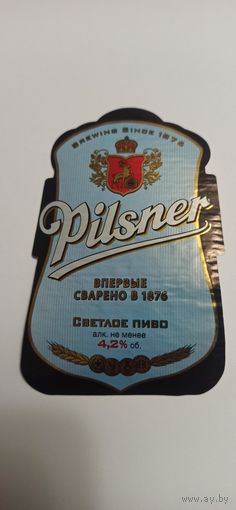 BREWING SINCE 1876
Pilsner
ВПЕРВЫЕ
СВАРЕНО В 1876
СВЕТЛОЕ ПИВО
алк. не менее
4,2% об.
www.ay.by